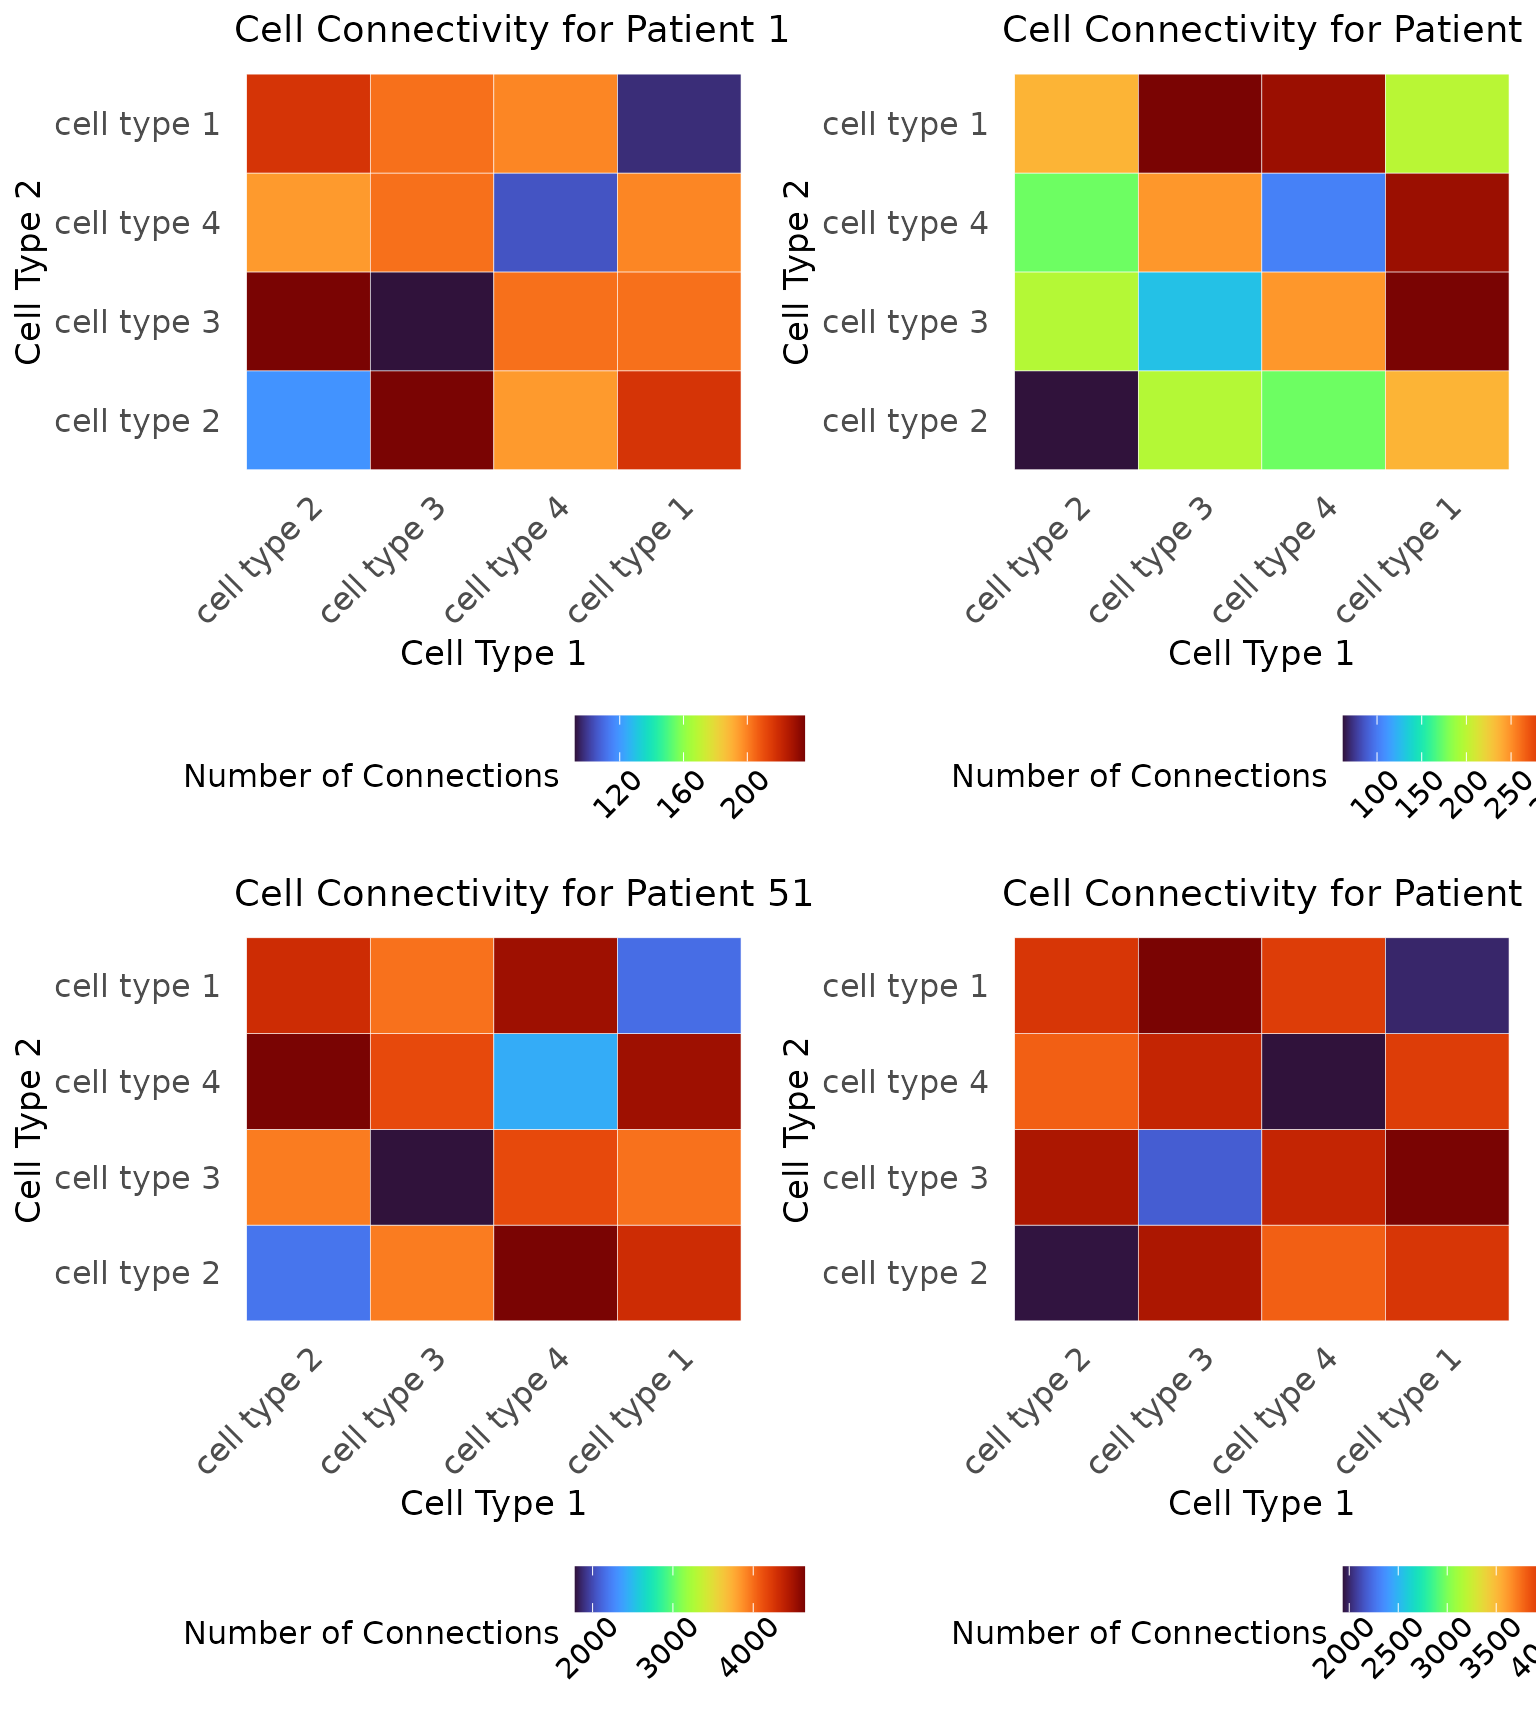 Cell Connectivity for Patient 1
cell type 1
cell type 4
cell type 3
cell type 2
Cell Type 2
cell type 2
cell type 3
cell type 4
cell type 1
Cell Type 1
Number of Connections
120
160
200
Cell Connectivity for Patient
cell type 1
cell type 4
cell type 3
cell type 2
Cell Type 2
cell type 2
cell type 3
cell type 4
cell type 1
Cell Type 1
Number of Connections
100
150
200
250
Cell Connectivity for Patient 51
cell type 1
cell type 4
cell type 3
cell type 2
Cell Type 2
cell type 2
cell type 3
cell type 4
cell type 1
Cell Type 1
Number of Connections
2000
3000
4000
Cell Connectivity for Patient
cell type 1
cell type 4
cell type 3
cell type 2
Cell Type 2
cell type 2
cell type 3
cell type 4
cell type 1
Cell Type 1
Number of Connections
2000
2500
3000
3500